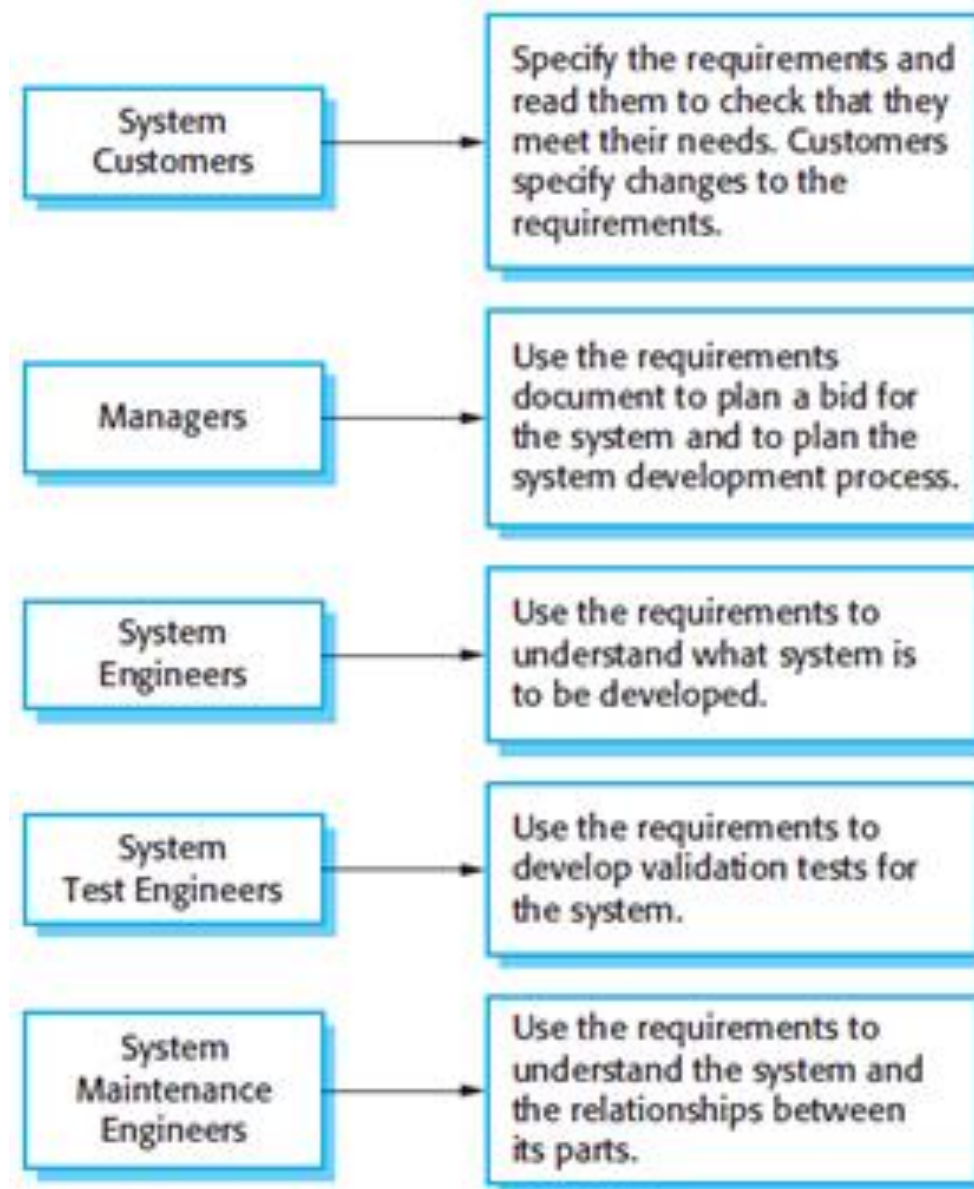 System
Customers
Specify the requirements and
read them to check that they
meet their needs. Customers
specify changes to the
requirements.
Managers
Use the requirements
document to plan a bid for
the system and to plan the
system development process.
System
Engineers
Use the requirements to
understand what system is
to be developed.
System
Test Engineers
Use the requirements to
develop validation tests for
the system.
System
Maintenance
Engineers
Use the requirements to
understand the system and
the relationships between
its parts.